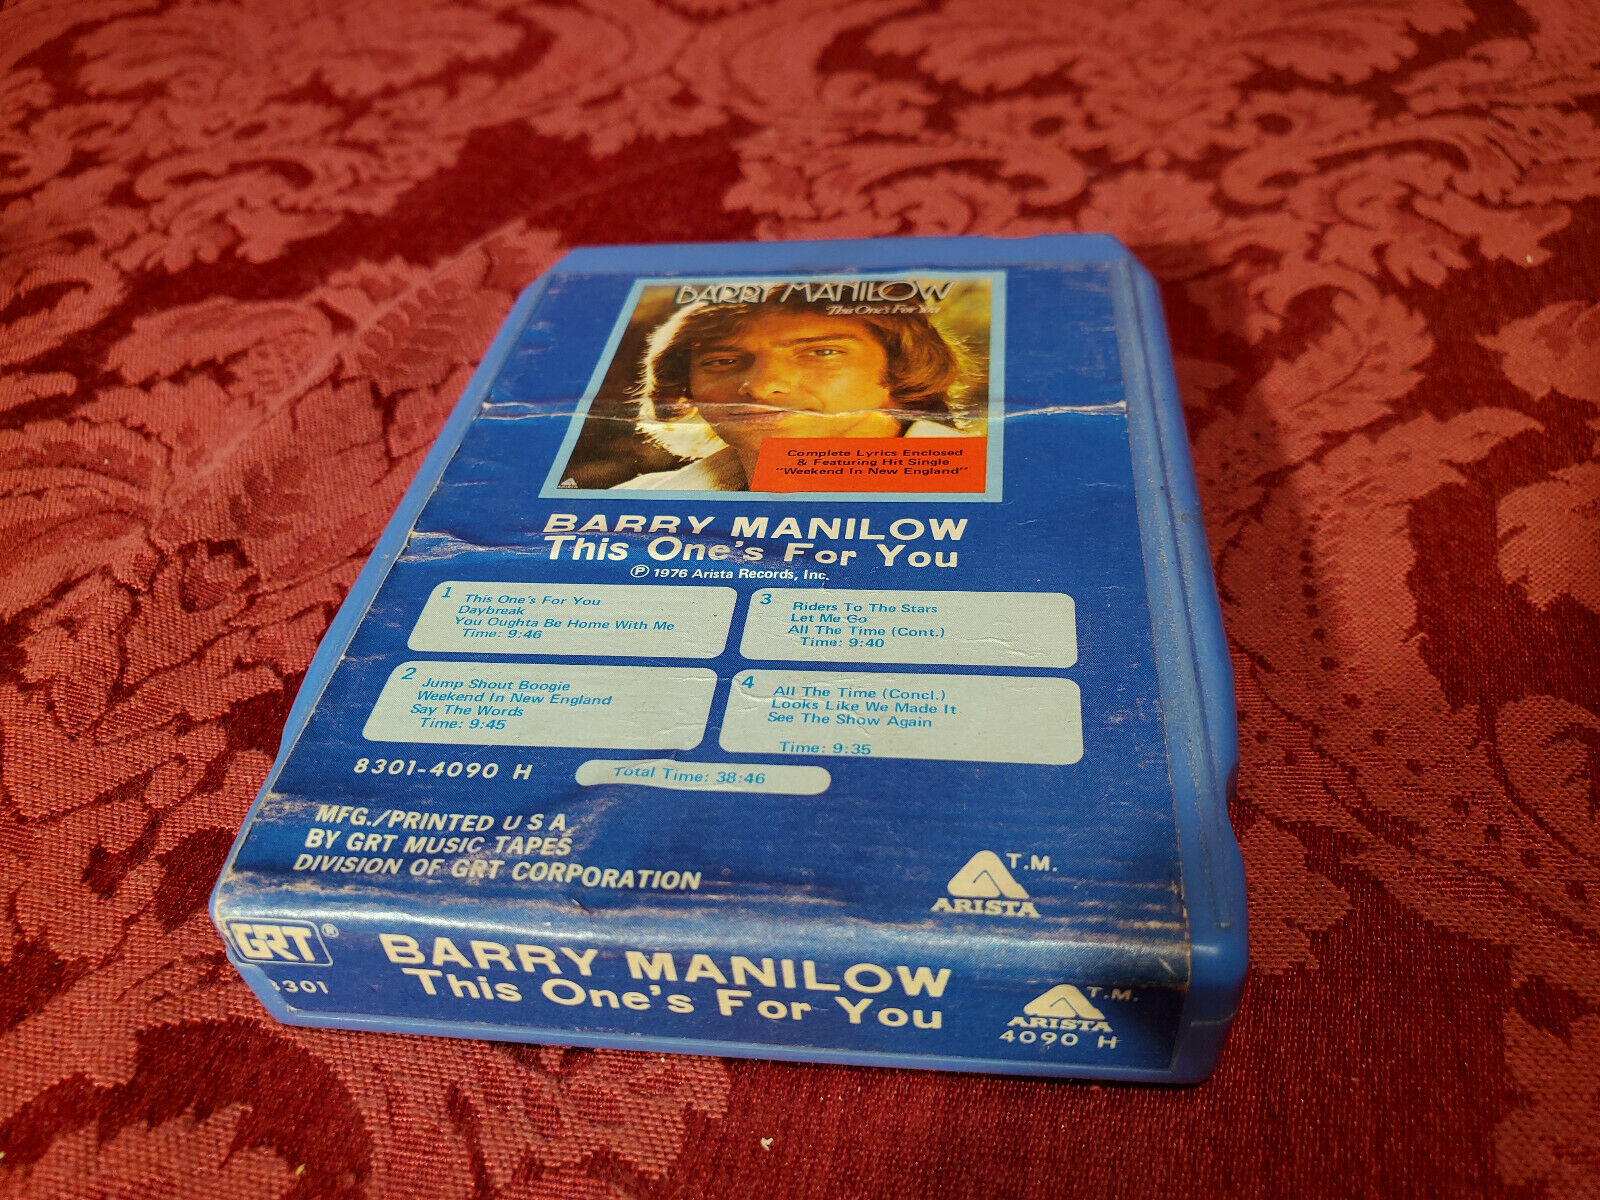 BARRY MANILOW
This One's For You
Complete Lyrics Enclosed
& Featuring Hit Single
"Weekend In New England"
ARISTA
BARRY MANILOW
This One's For You
Ⓟ 1976 Arista Records, Inc.
1
This One's For You
Daybreak
You Oughta Be Home With Me
Time: 9:46
2
Jump Shout Boogie
Weekend In New England
Say The Words
Time: 9:45
3
Riders To The Stars
Let Me Go
All The Time (Cont.)
Time: 9:40
4
All The Time (Concl.)
Looks Like We Made It
See The Show Again
Time: 9:35
8301-4090 H
Total Time: 38:46
MFG./PRINTED U S A
BY GRT MUSIC TAPES
DIVISION OF GRT CORPORATION
T.M.
ARISTA
GRT®
8301
BARRY MANILOW
This One's For You
T.M.
ARISTA
4090 H